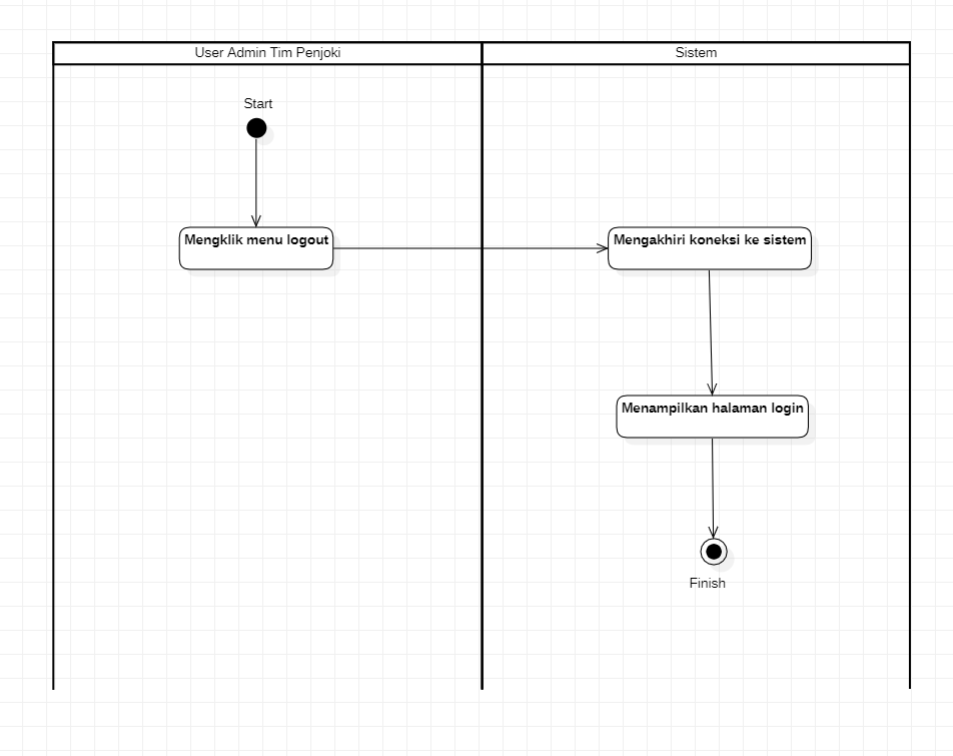 User Admin Tim Penjoki
Sistem
Start
Mengklik menu logout
Mengakhiri koneksi ke sistem
Menampilkan halaman login
Finish